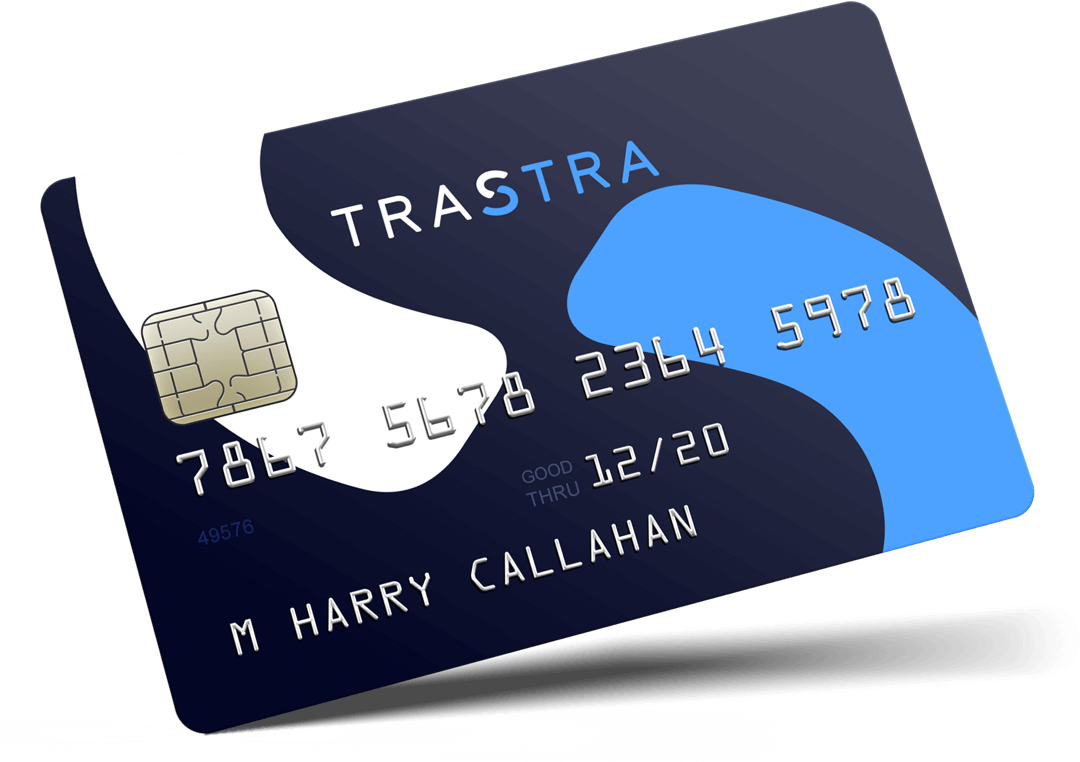 TRASTRA
7867 5678 2364 5978
GOOD THRU 12/20
49576
M HARRY CALLAHAN